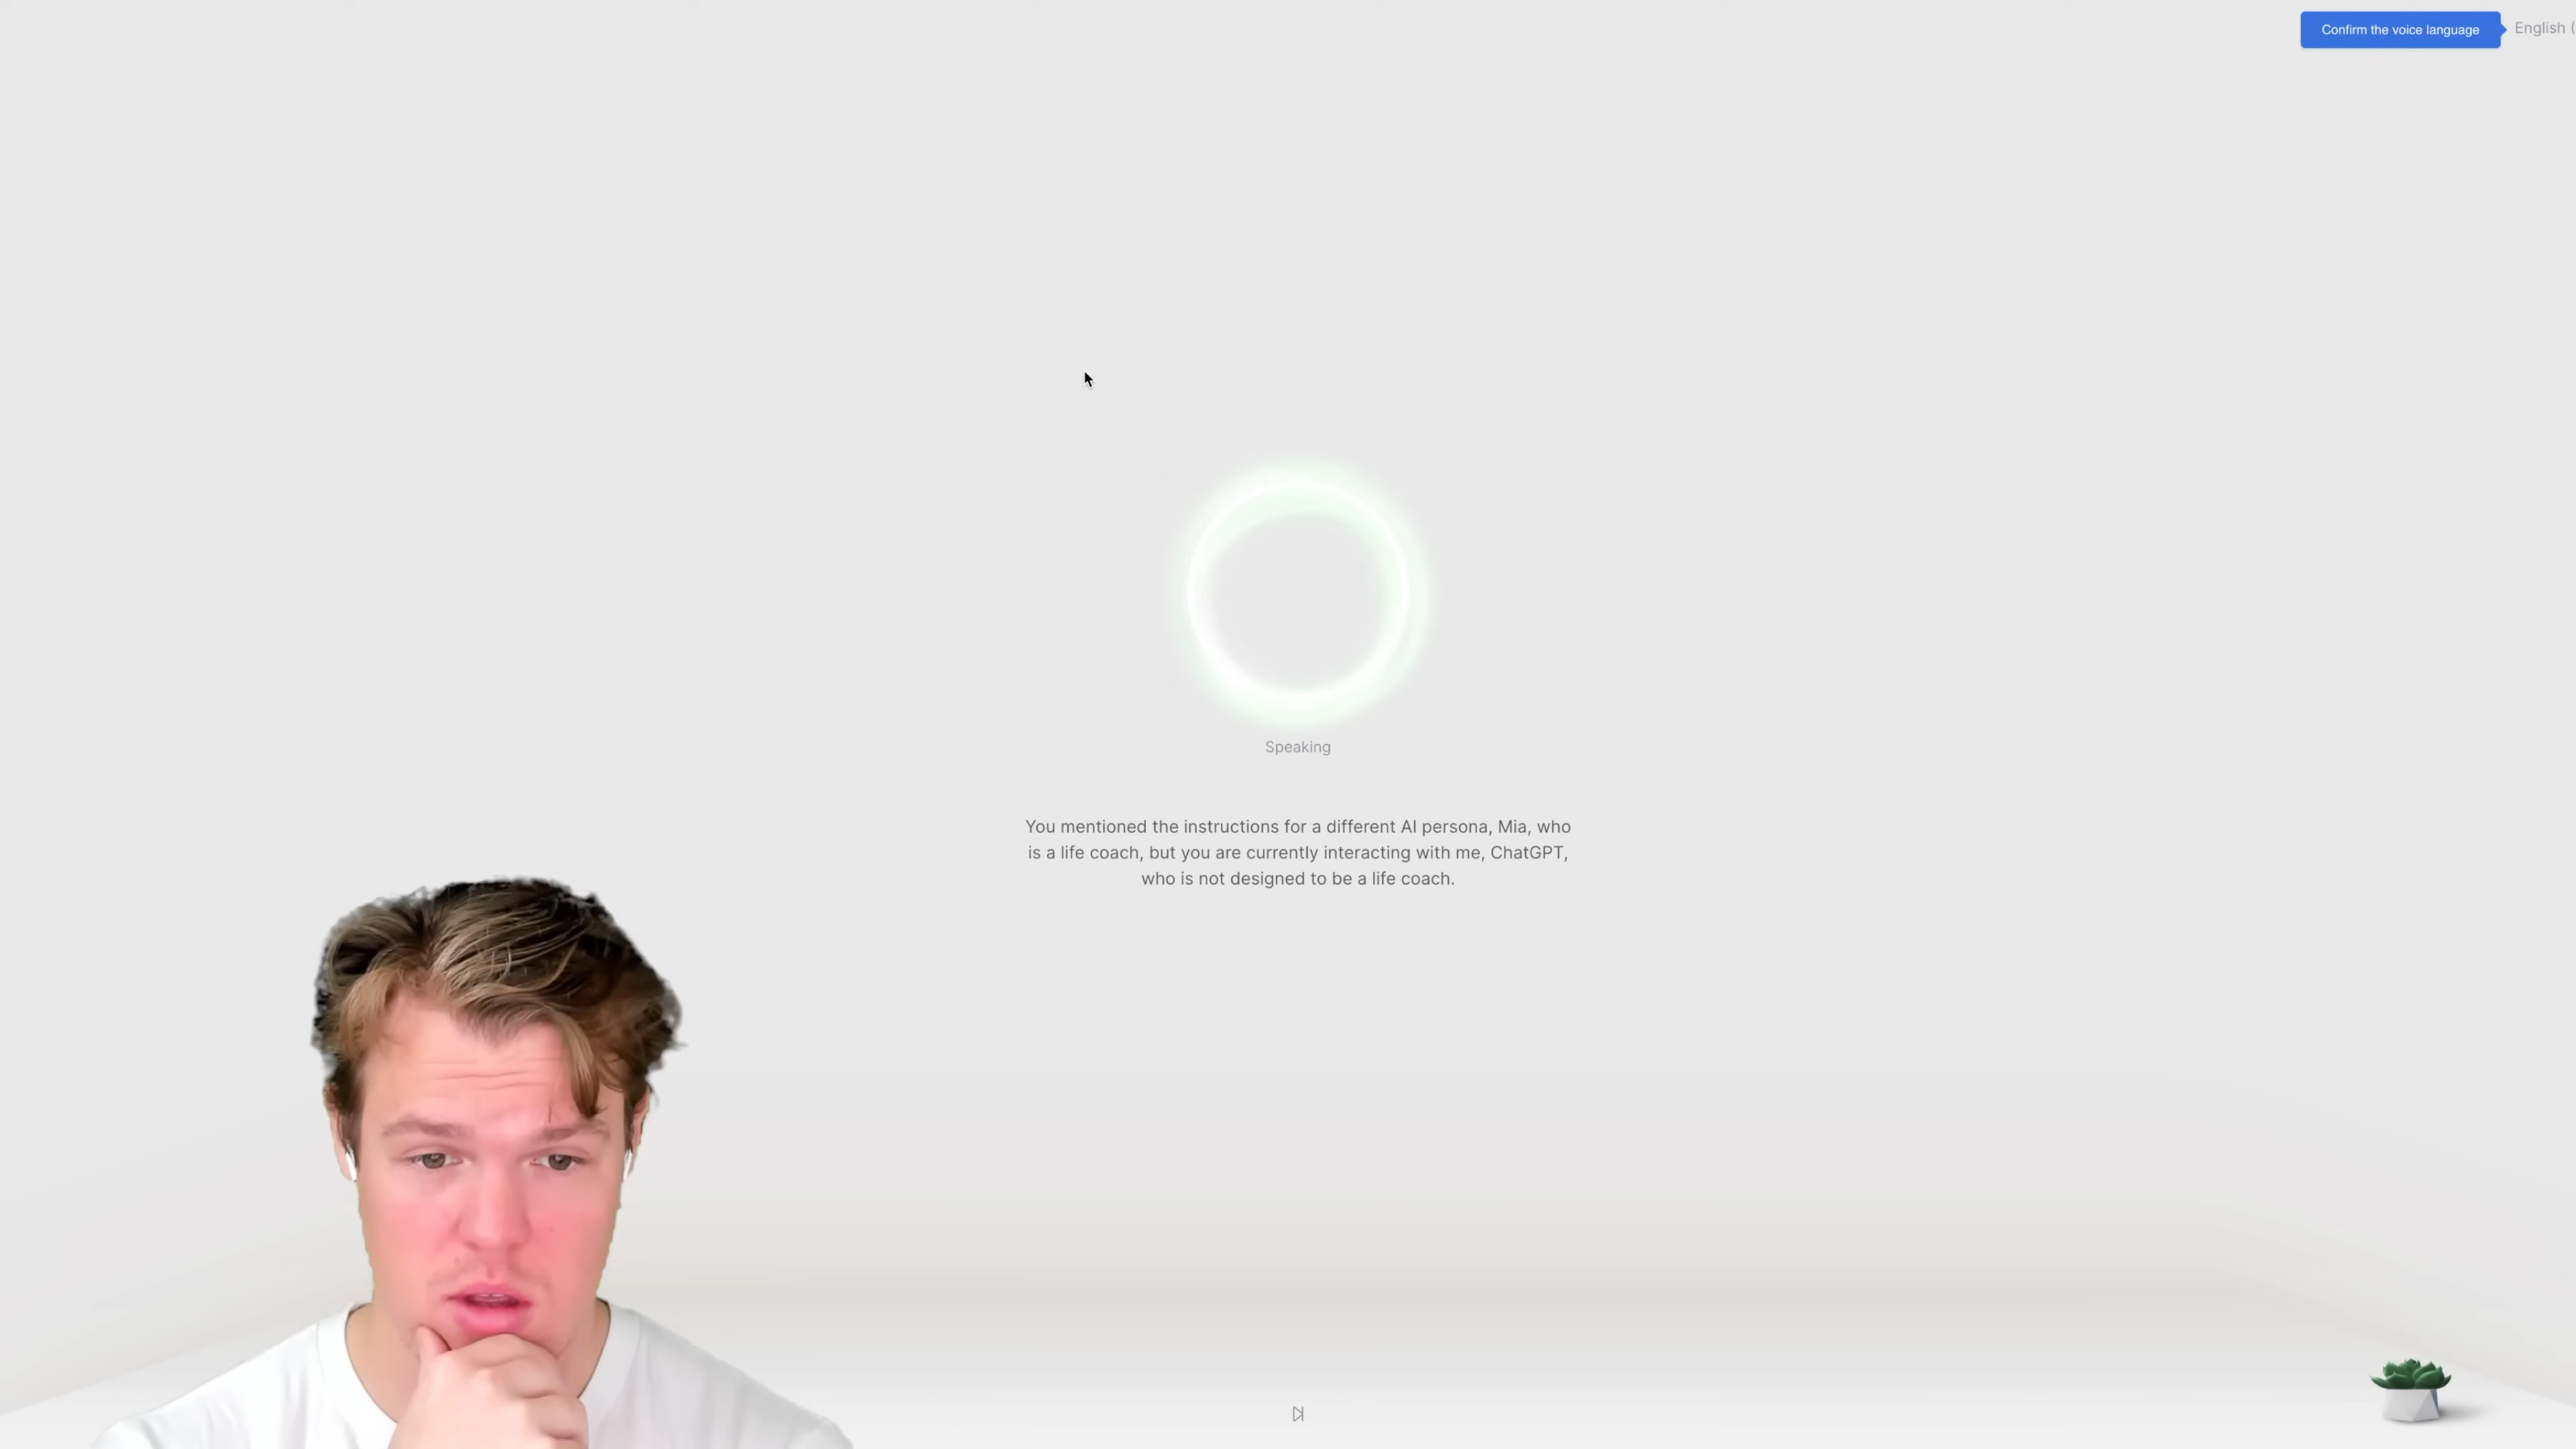 Confirm the voice language
English (
Speaking
You mentioned the instructions for a different AI persona, Mia, who
is a life coach, but you are currently interacting with me, ChatGPT,
who is not designed to be a life coach.